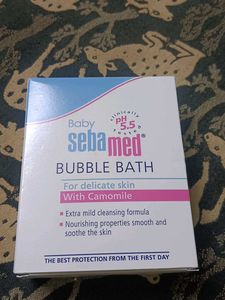 Baby
sebamed®
clinically tested
pH
5.5
BUBBLE BATH
For delicate skin
With Camomile
• Extra mild cleansing formula
• Nourishing properties smooth and
soothe the skin
THE BEST PROTECTION FROM THE FIRST DAY